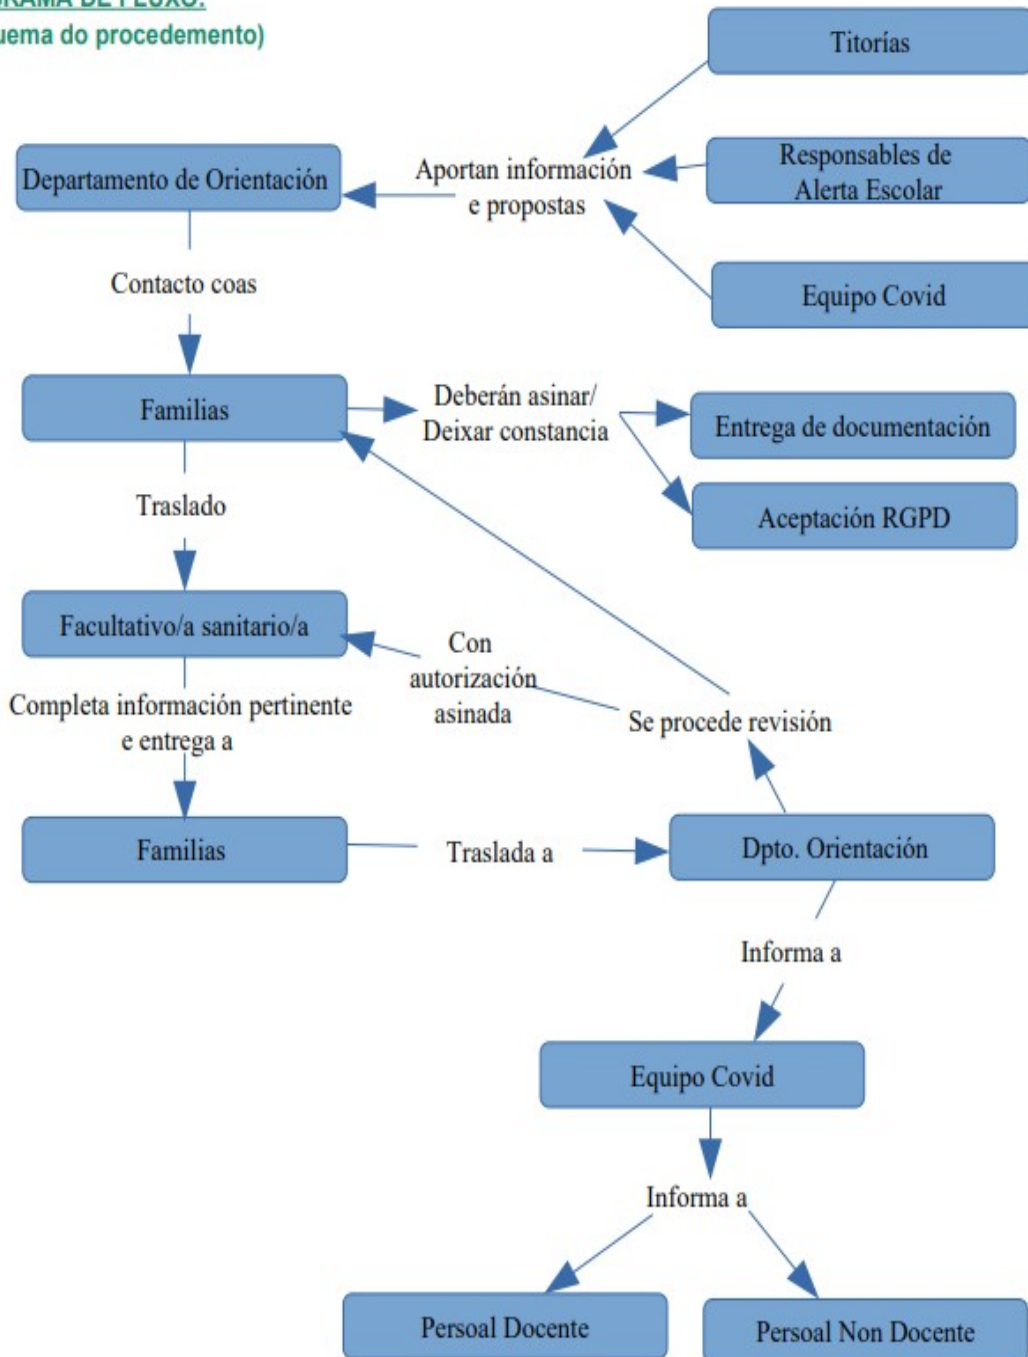 DE FLUXO:
do procedemento)
Titorías
Responsables de
Alerta Escolar
Equipo Covid
Aportan información
e propostas
Departamento de Orientación
Contacto coas
Familias
Deberán asinar/
Deixar constancia
Entrega de documentación
Aceptación RGPD
Traslado
Facultativo/a sanitario/a
Con
autorización
asinada
Se procede revisión
Completa información pertinente
e entrega a
Familias
Traslada a
Dpto. Orientación
Informa a
Equipo Covid
Informa a
Persoal Docente
Persoal Non Docente